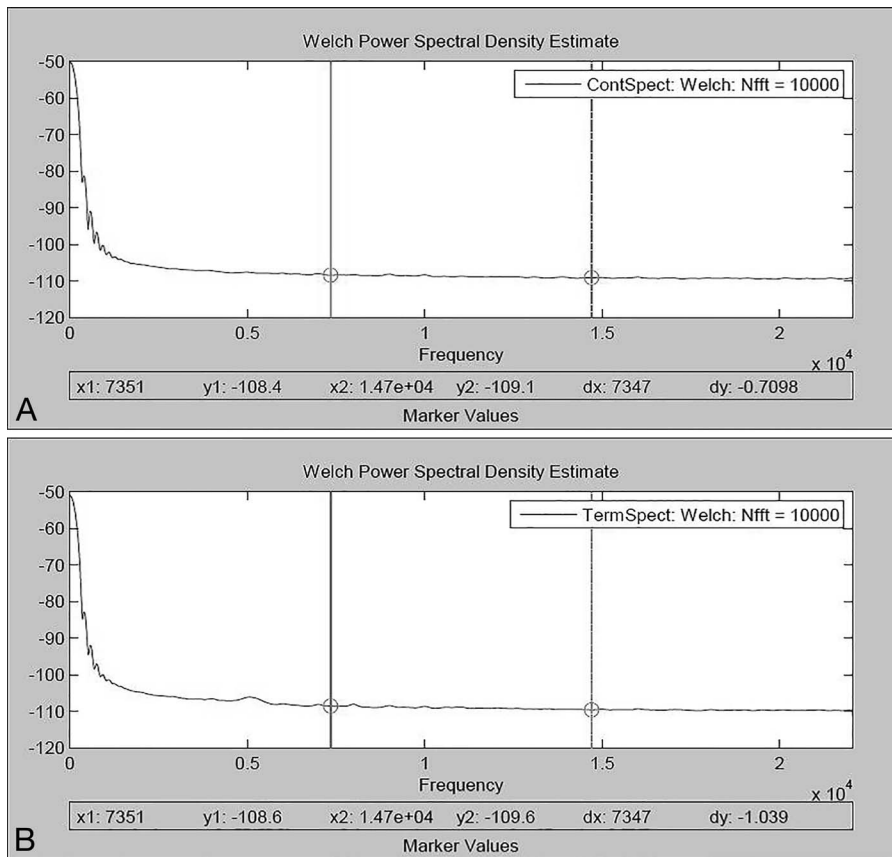 Welch Power Spectral Density Estimate
-50
-60
-70
-80
-90
-100
-110
-120
ContSpect: Welch: Nfft = 10000
0 0.5 1 1.5 2
x 10^4
Frequency
x1: 7351 y1: -108.4 x2: 1.47e+04 y2: -109.1 dx: 7347 dy: -0.7098
Marker Values
A
Welch Power Spectral Density Estimate
-50
-60
-70
-80
-90
-100
-110
-120
TermSpect: Welch: Nfft = 10000
0 0.5 1 1.5 2
x 10^4
Frequency
x1: 7351 y1: -108.6 x2: 1.47e+04 y2: -109.6 dx: 7347 dy: -1.039
Marker Values
B